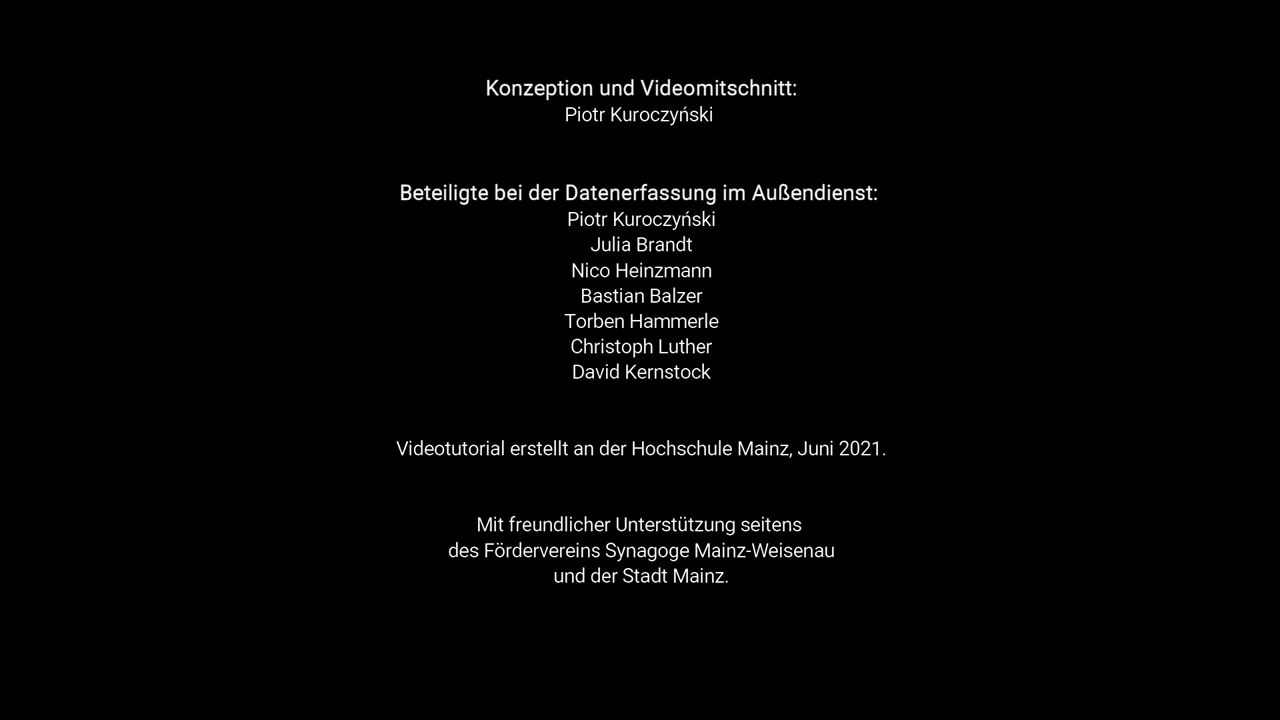 Konzeption und Videomitschnitt:
Piotr Kuroczyński
Beteiligte bei der Datenerfassung im Außendienst:
Piotr Kuroczyński
Julia Brandt
Nico Heinzmann
Bastian Balzer
Torben Hammerle
Christoph Luther
David Kernstock
Videotutorial erstellt an der Hochschule Mainz, Juni 2021.
Mit freundlicher Unterstützung seitens
des Fördervereins Synagoge Mainz-Weisenau
und der Stadt Mainz.